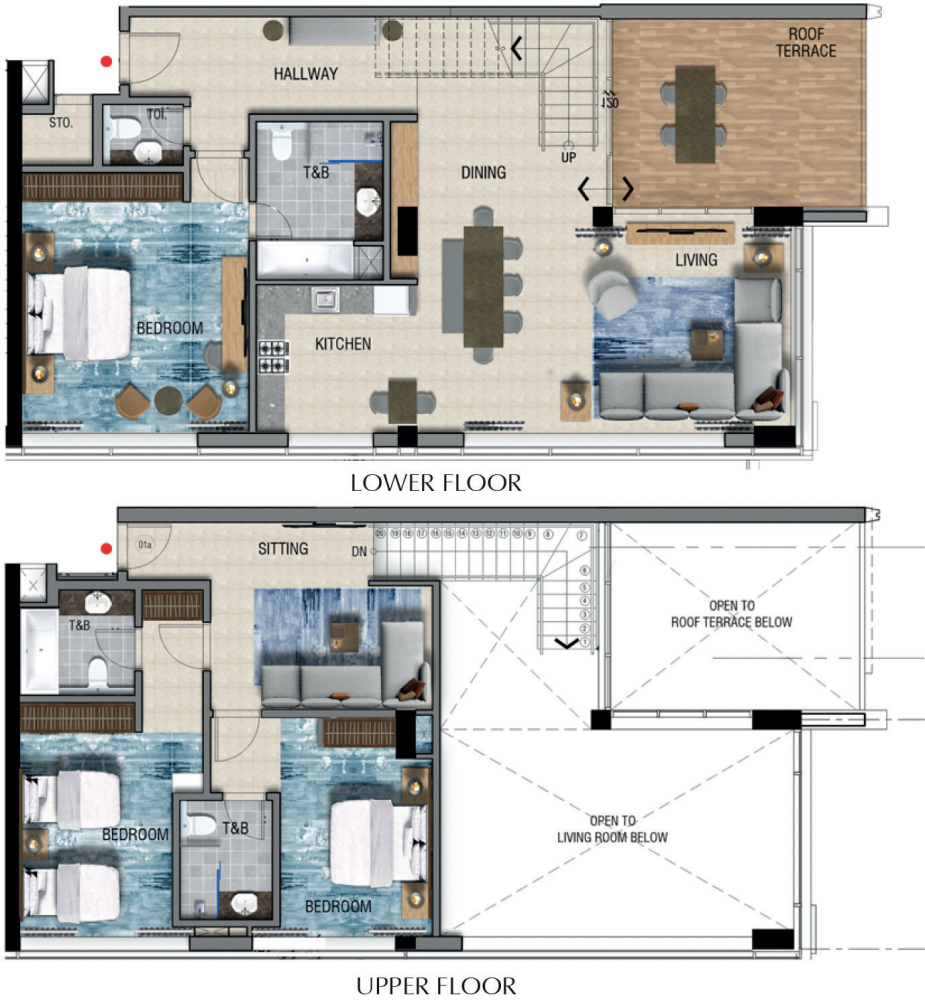 ROOF
TERRACE
HALLWAY
STO.
TOI.
120
UP
T&B
DINING
LIVING
BEDROOM
KITCHEN
LOWER FLOOR
01a
SITTING
DN
20 19 18 17 16 15 14 13 12 11 10 9 8 7
6
5
4
3
2
1
T&B
OPEN TO
ROOF TERRACE BELOW
BEDROOM
T&B
OPEN TO
LIVING ROOM BELOW
BEDROOM
UPPER FLOOR